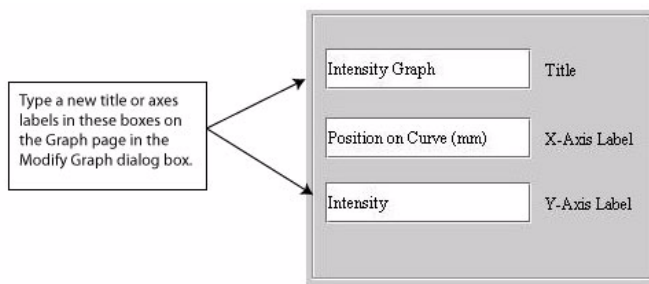 Type a new title or axes
labels in these boxes on
the Graph page in the
Modify Graph dialog box.
Intensity Graph Title
Position on Curve (mm) X-Axis Label
Intensity Y-Axis Label